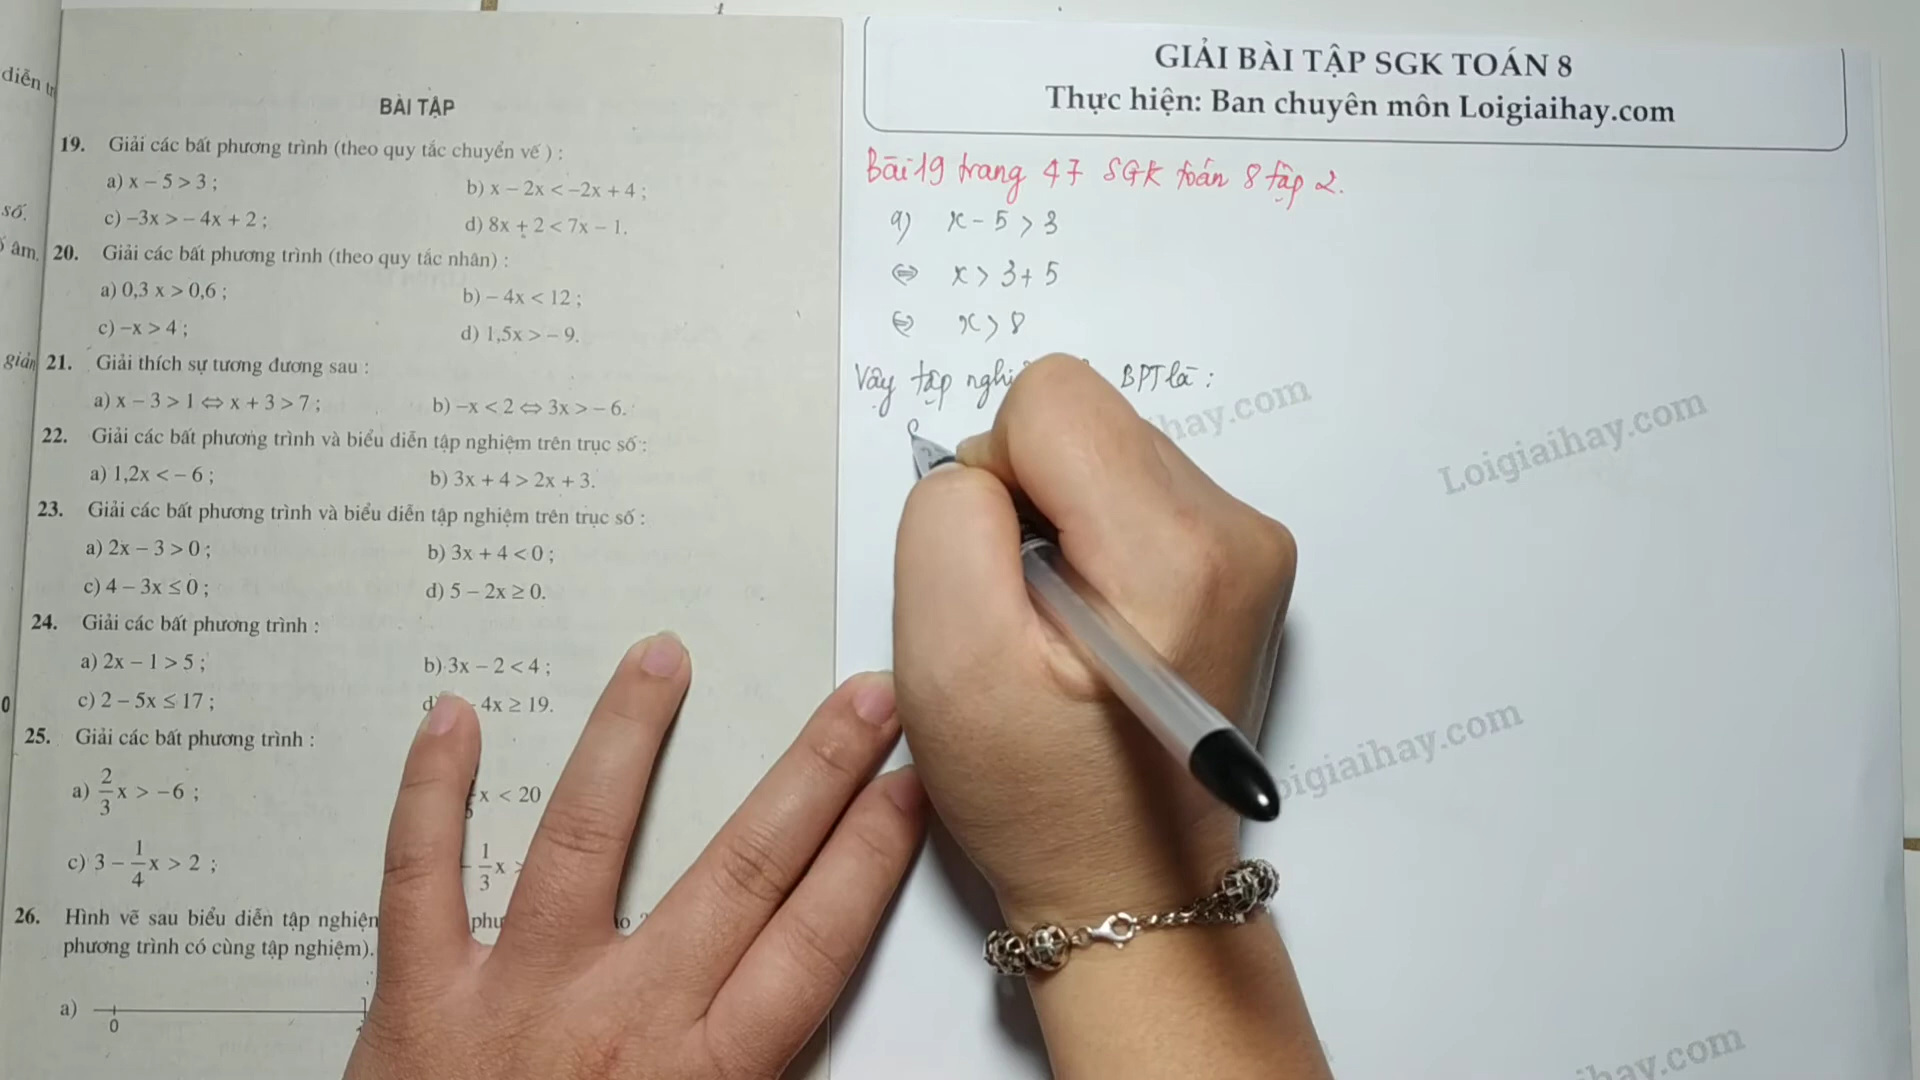 diễn
BÀI TẬP
19. Giải các bất phương trình (theo quy tắc chuyển vế ) :
a) x – 5 > 3 ; b) x – 2x < –2x + 4 ;
c) –3x > – 4x + 2 ; d) 8x + 2 < 7x – 1.
số.
âm.
20. Giải các bất phương trình (theo quy tắc nhân) :
a) 0,3 x > 0,6 ; b) – 4x < 12 ;
c) –x > 4 ; d) 1,5x > – 9.
giản
21. Giải thích sự tương đương sau :
a) x – 3 > 1 ⇔ x + 3 > 7 ; b) –x < 2 ⇔ 3x > – 6.
22. Giải các bất phương trình và biểu diễn tập nghiệm trên trục số :
a) 1,2x < – 6 ; b) 3x + 4 > 2x + 3.
23. Giải các bất phương trình và biểu diễn tập nghiệm trên trục số :
a) 2x – 3 > 0 ; b) 3x + 4 < 0 ;
c) 4 – 3x ≤ 0 ; d) 5 – 2x ≥ 0.
24. Giải các bất phương trình :
a) 2x – 1 > 5 ; b) 3x – 2 < 4 ;
0
c) 2 – 5x ≤ 17 ; d – 4x ≥ 19.
25. Giải các bất phương trình :
a) 2/3 x > –6 ; x < 20
c) 3 – 1/4 x > 2 ; – 1/3 x >
26. Hình vẽ sau biểu diễn tập nghiệm phư
phương trình có cùng tập nghiệm).
a) 0
GIẢI BÀI TẬP SGK TOÁN 8
Thực hiện: Ban chuyên môn Loigiaihay.com
Bài 19 trang 47 SGK toán 8 tập 2.
a) x - 5 > 3
⇔ x > 3 + 5
⇔ x > 8
Vậy tập nghi BPT là :
ihay.com
Loigiaihay.com
oigiaihay.com
hay.com